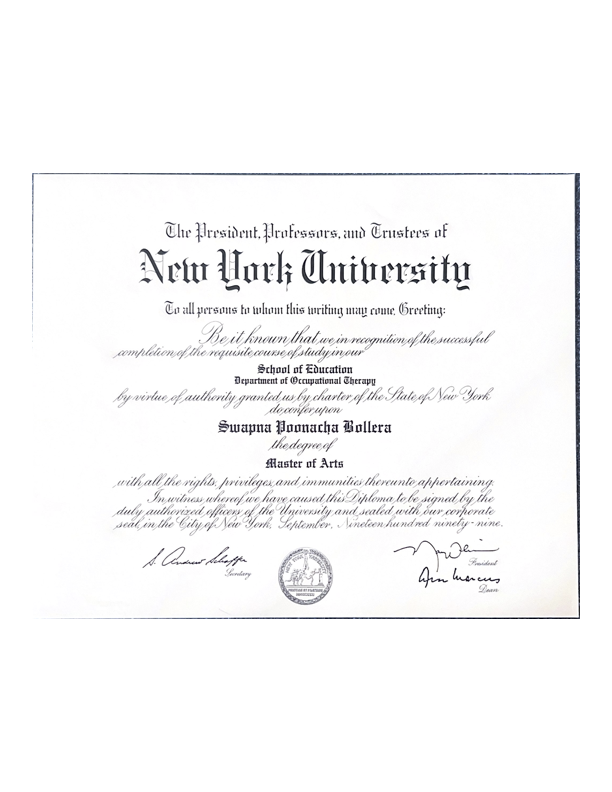 The President, Professors, and Trustees of
New York University
To all persons to whom this writing may come, Greeting:
Be it known that we, in recognition of the successful
completion of the requisite course of study in our
School of Education
Department of Occupational Therapy
by virtue of authority granted us by charter of the State of New York
do confer upon
Swapna Poonacha Bollera
the degree of
Master of Arts
with all the rights, privileges, and immunities thereunto appertaining.
In witness whereof we have caused this Diploma to be signed by the
duly authorized officers of the University and sealed with our corporate
seal, in the City of New York, September, Nineteen hundred ninety-nine.
S. Andrew Schaffer
Secretary
President
Ann Marcus
Dean
NEW YORK UNIVERSITY